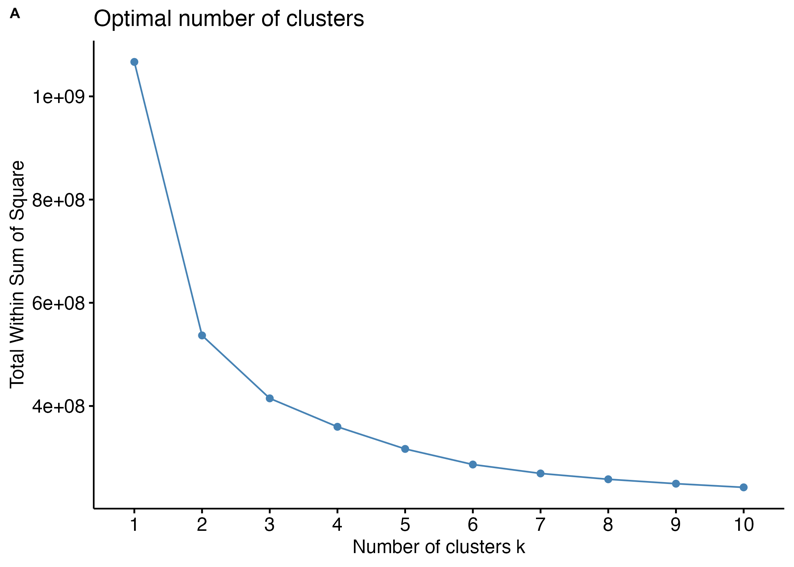 A
Optimal number of clusters
Total Within Sum of Square
1e+09
8e+08
6e+08
4e+08
1 2 3 4 5 6 7 8 9 10
Number of clusters k